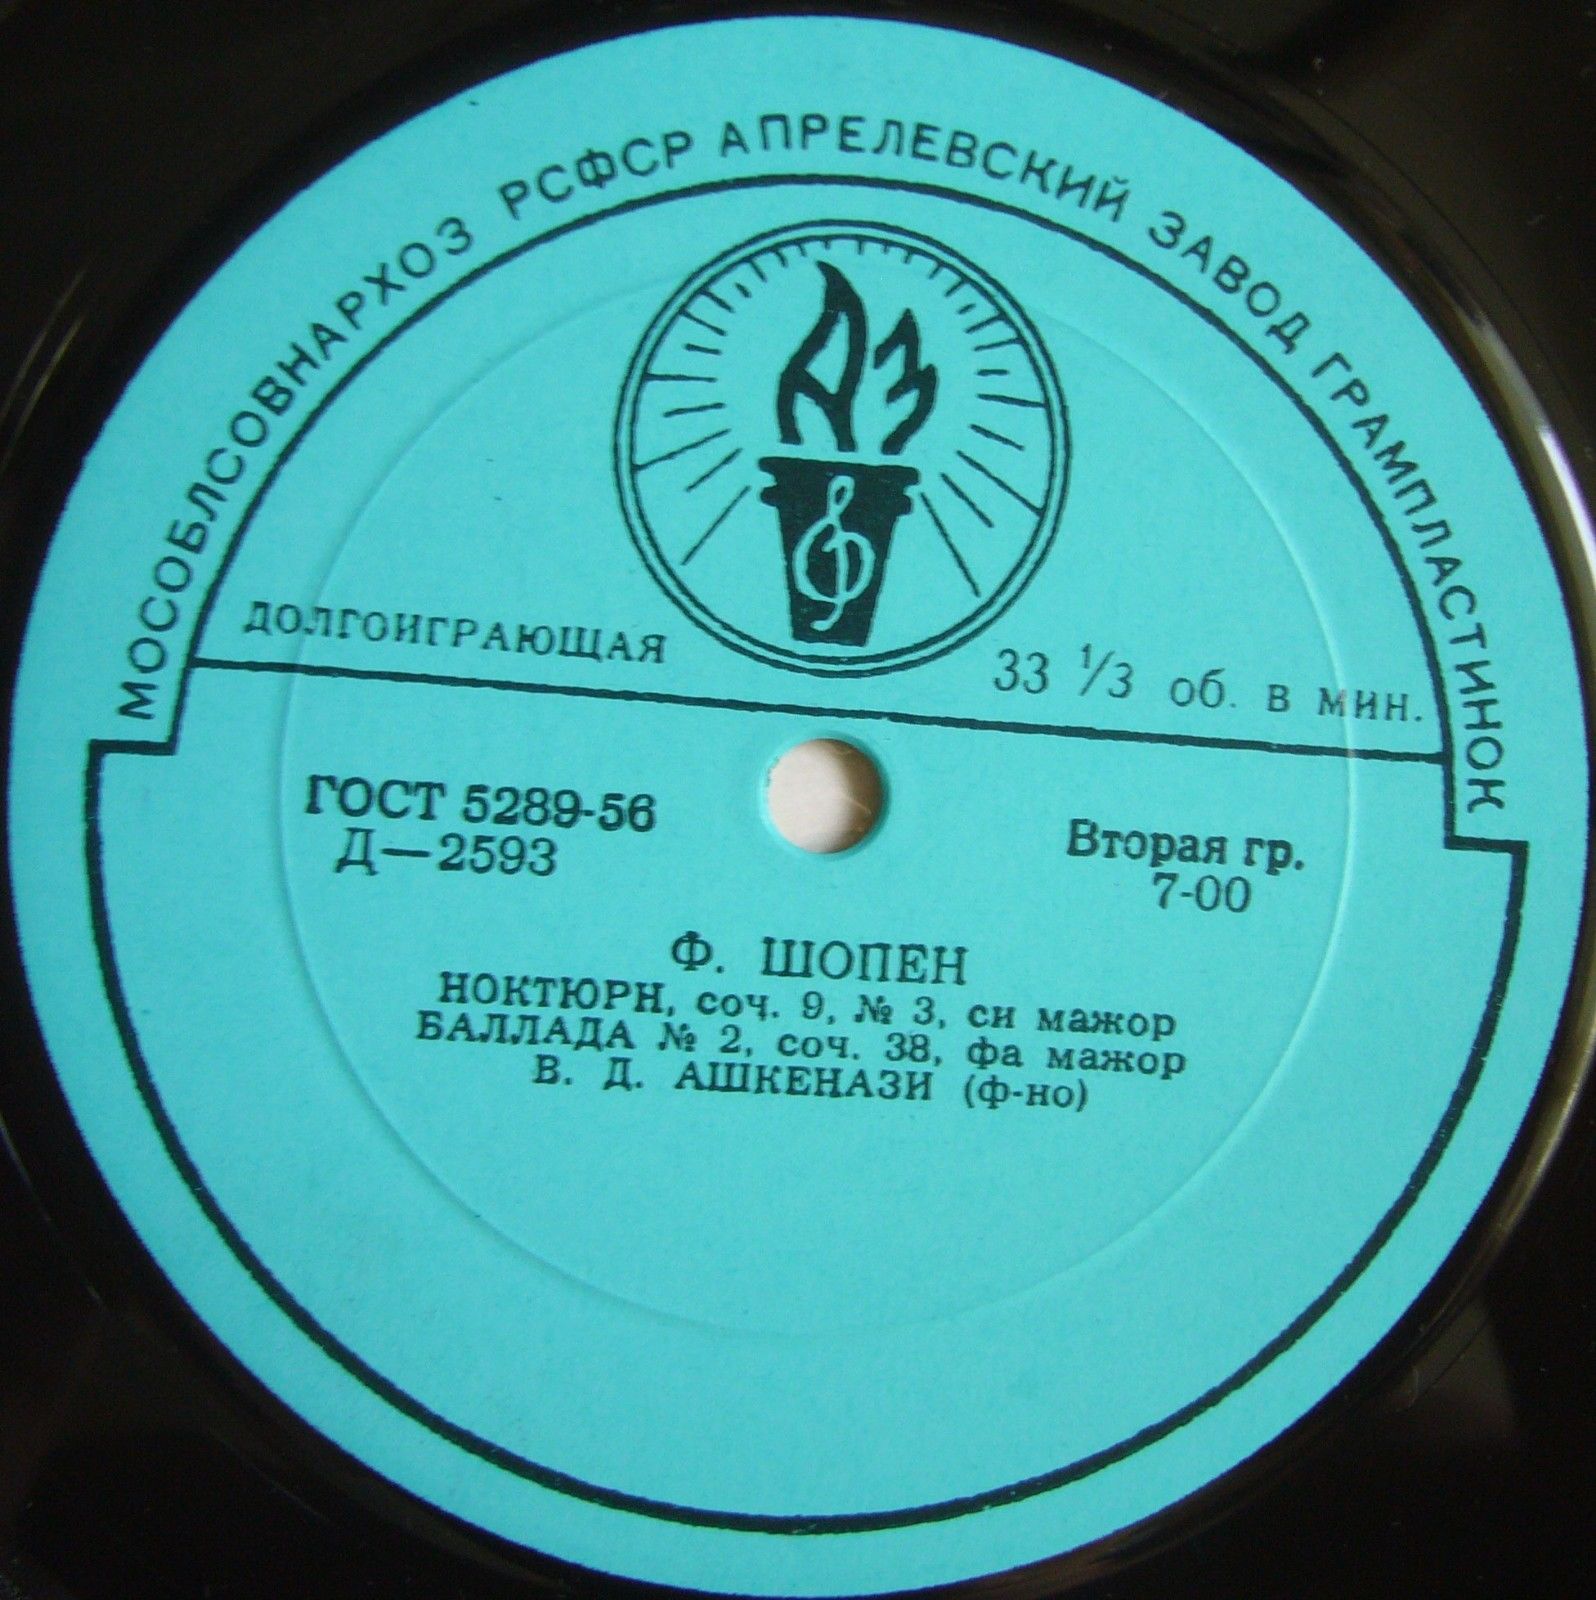 МОСОБЛСОВНАРХОЗ РСФСР АПРЕЛЕВСКИЙ ЗАВОД ГРАМПЛАСТИНОК
АЗ
ДОЛГОИГРАЮЩАЯ
33 1/3 об. в мин.
ГОСТ 5289-56
Д—2593
Вторая гр.
7-00
Ф. ШОПЕН
НОКТЮРН, соч. 9, № 3, си мажор
БАЛЛАДА № 2, соч. 38, фа мажор
В. Д. АШКЕНАЗИ (ф-но)